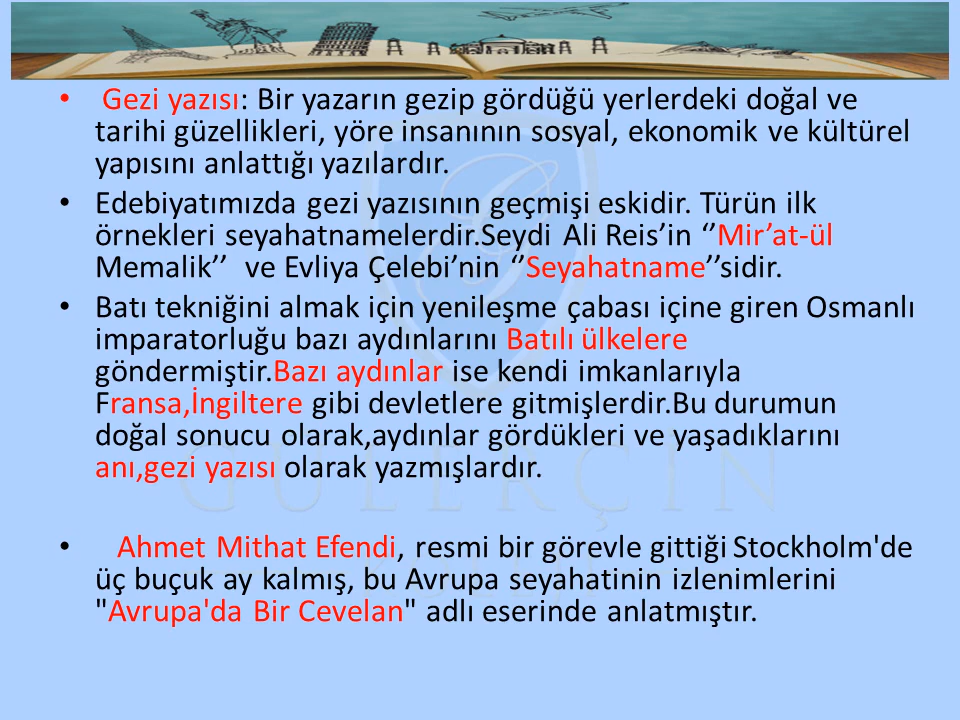 • Gezi yazısı: Bir yazarın gezip gördüğü yerlerdeki doğal ve
tarihi güzellikleri, yöre insanının sosyal, ekonomik ve kültürel
yapısını anlattığı yazılardır.
• Edebiyatımızda gezi yazısının geçmişi eskidir. Türün ilk
örnekleri seyahatnamelerdir.Seydi Ali Reis’in ‘’Mir’at-ül
Memalik’’ ve Evliya Çelebi’nin ‘’Seyahatname’’sidir.
• Batı tekniğini almak için yenileşme çabası içine giren Osmanlı
imparatorluğu bazı aydınlarını Batılı ülkelere
göndermiştir.Bazı aydınlar ise kendi imkanlarıyla
Fransa,İngiltere gibi devletlere gitmişlerdir.Bu durumun
doğal sonucu olarak,aydınlar gördükleri ve yaşadıklarını
anı,gezi yazısı olarak yazmışlardır.
• Ahmet Mithat Efendi, resmi bir görevle gittiği Stockholm'de
üç buçuk ay kalmış, bu Avrupa seyahatinin izlenimlerini
"Avrupa'da Bir Cevelan" adlı eserinde anlatmıştır.